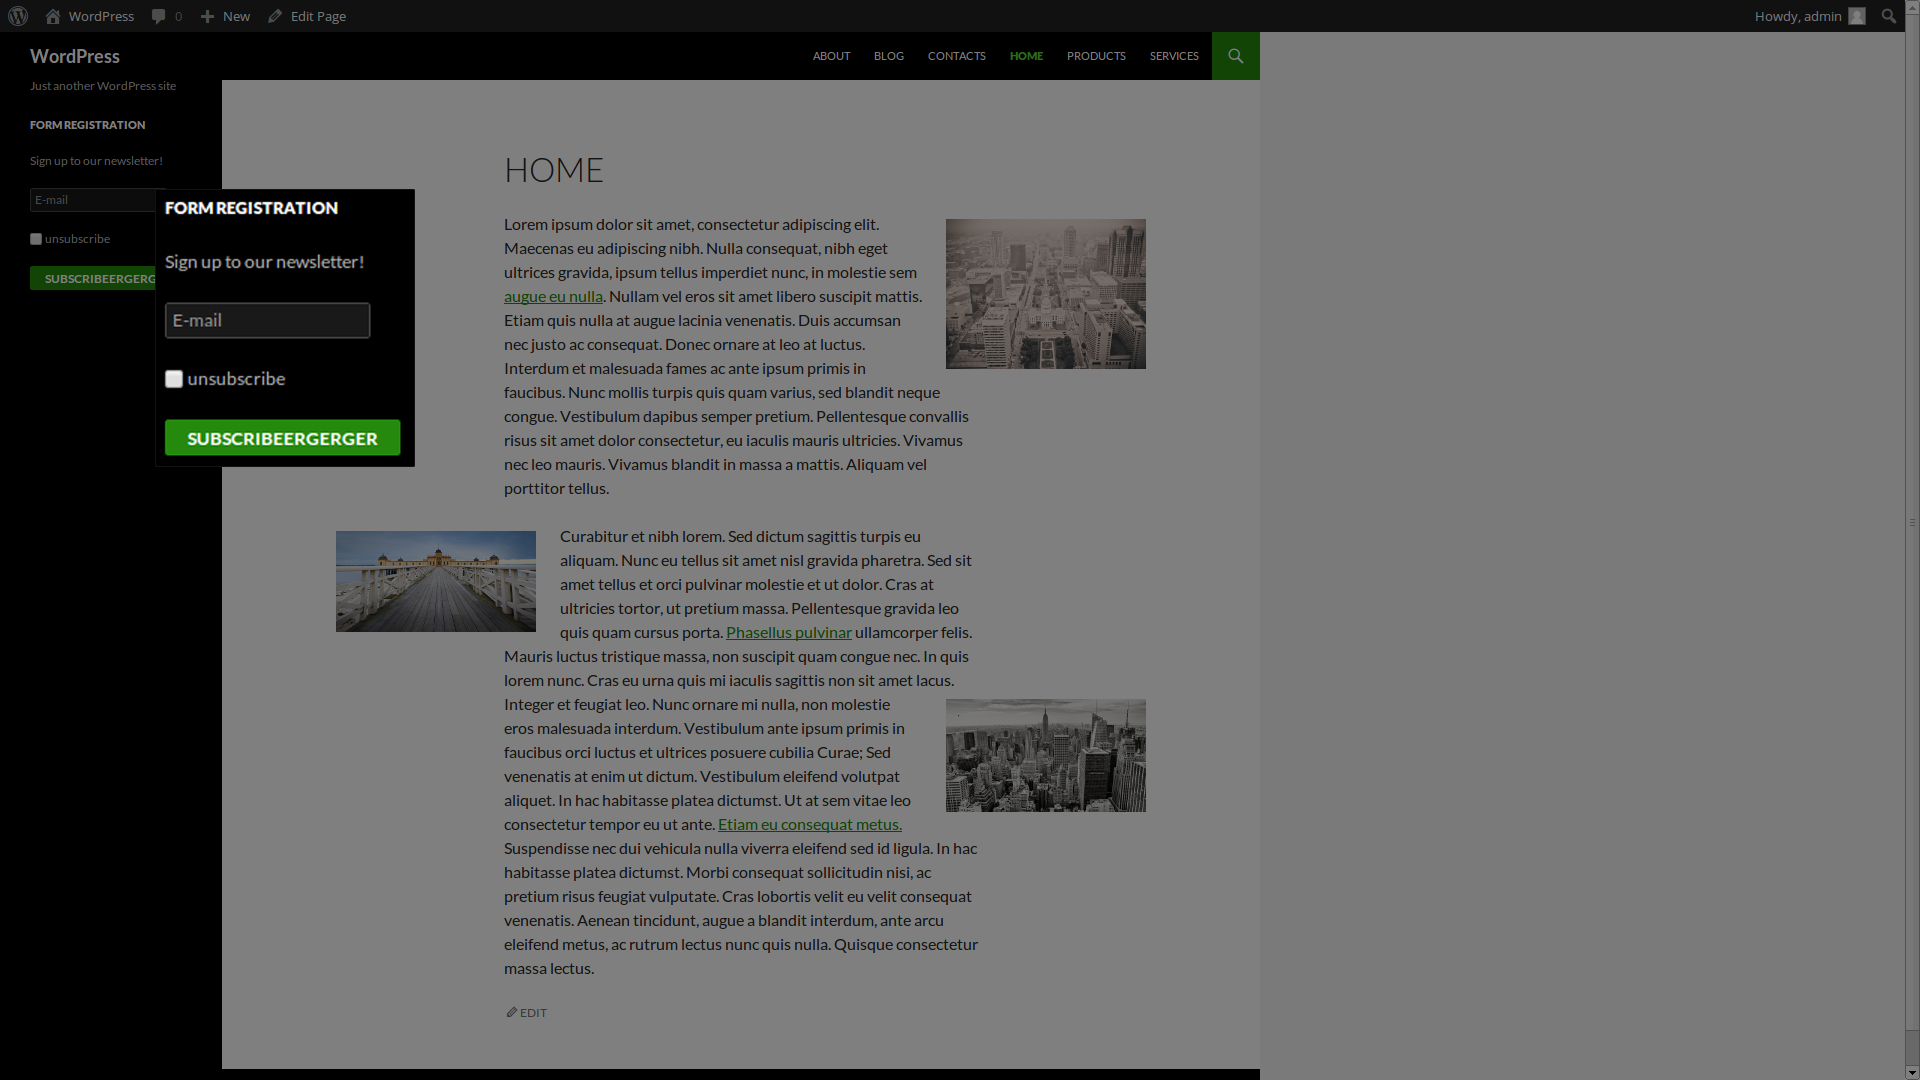 WordPress 0 New Edit Page Howdy, admin
WordPress
Just another WordPress site
ABOUT BLOG CONTACTS HOME PRODUCTS SERVICES
FORM REGISTRATION
Sign up to our newsletter!
E-mail
unsubscribe
SUBSCRIBEERGERG
FORM REGISTRATION
Sign up to our newsletter!
E-mail
unsubscribe
SUBSCRIBEERGERGER
HOME
Lorem ipsum dolor sit amet, consectetur adipiscing elit.
Maecenas eu adipiscing nibh. Nulla consequat, nibh eget
ultrices gravida, ipsum tellus imperdiet nunc, in molestie sem
augue eu nulla. Nullam vel eros sit amet libero suscipit mattis.
Etiam quis nulla at augue lacinia venenatis. Duis accumsan
nec justo ac consequat. Donec ornare at leo at luctus.
Interdum et malesuada fames ac ante ipsum primis in
faucibus. Nunc mollis turpis quis quam varius, sed blandit neque
congue. Vestibulum dapibus semper pretium. Pellentesque convallis
risus sit amet dolor consectetur, eu iaculis mauris ultricies. Vivamus
nec leo mauris. Vivamus blandit in massa a mattis. Aliquam vel
porttitor tellus.
Curabitur et nibh lorem. Sed dictum sagittis turpis eu
aliquam. Nunc eu tellus sit amet nisl gravida pharetra. Sed sit
amet tellus et orci pulvinar molestie et ut dolor. Cras at
ultricies tortor, ut pretium massa. Pellentesque gravida leo
quis quam cursus porta. Phasellus pulvinar ullamcorper felis.
Mauris luctus tristique massa, non suscipit quam congue nec. In quis
lorem nunc. Cras eu urna quis mi iaculis sagittis non sit amet lacus.
Integer et feugiat leo. Nunc ornare mi nulla, non molestie
eros malesuada interdum. Vestibulum ante ipsum primis in
faucibus orci luctus et ultrices posuere cubilia Curae; Sed
venenatis at enim ut dictum. Vestibulum eleifend volutpat
aliquet. In hac habitasse platea dictumst. Ut at sem vitae leo
consectetur tempor eu ut ante. Etiam eu consequat metus.
Suspendisse nec dui vehicula nulla viverra eleifend sed id ligula. In hac
habitasse platea dictumst. Morbi consequat sollicitudin nisi, ac
pretium risus feugiat vulputate. Cras lobortis velit eu velit consequat
venenatis. Aenean tincidunt, augue a blandit interdum, ante arcu
eleifend metus, ac rutrum lectus nunc quis nulla. Quisque consectetur
massa lectus.
EDIT